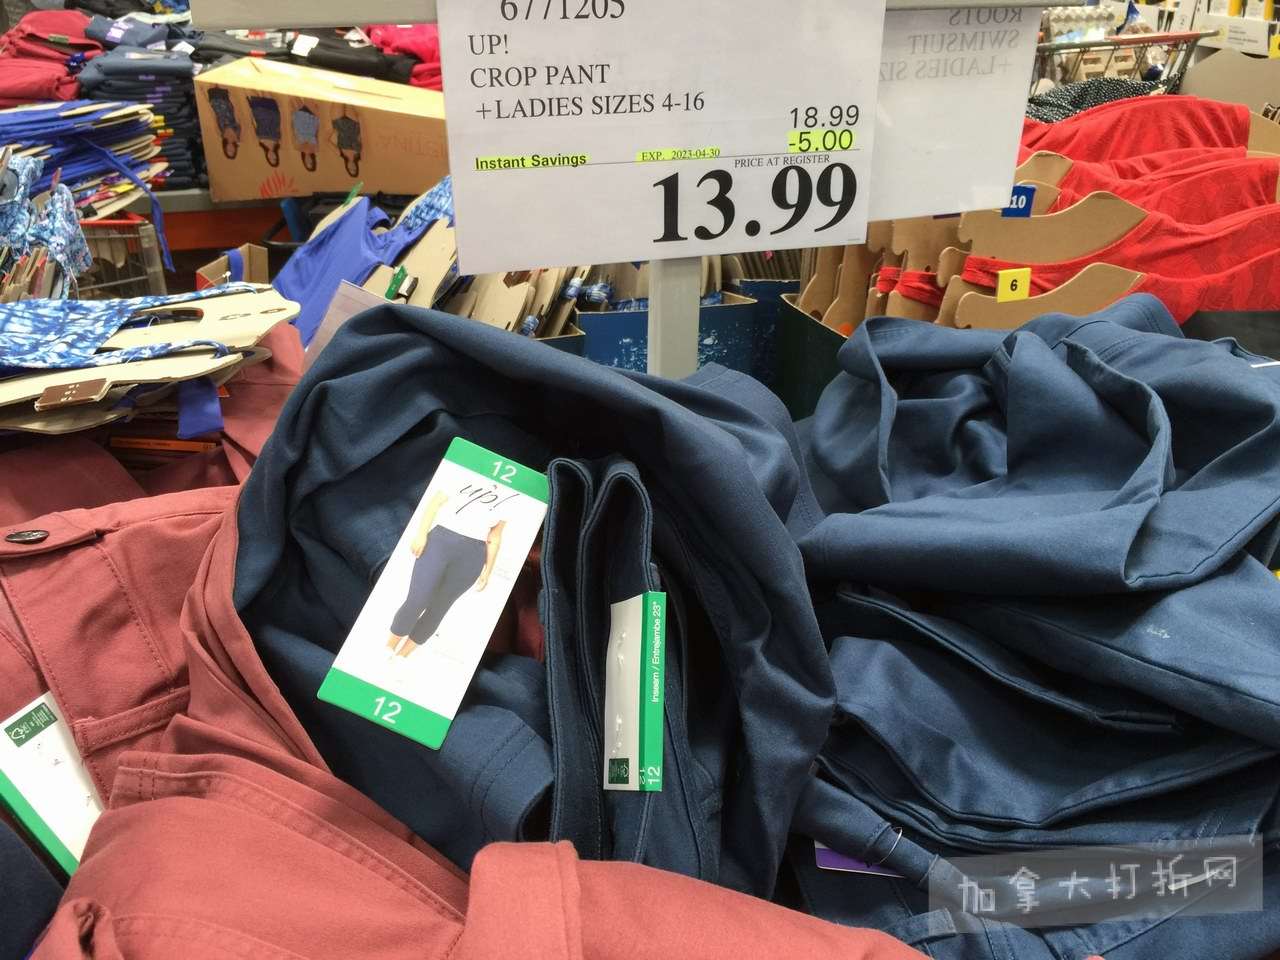 6771205
UP!
CROP PANT
+LADIES SIZES 4-16
18.99
-5.00
Instant Savings
EXP. 2023-04-30
PRICE AT REGISTER
13.99
ROOTS
SWIMSUIT
+LADIES SIZ
10
6
12
up!
12
Inseam / Entrejambe 23"
12
12
加拿大打折网